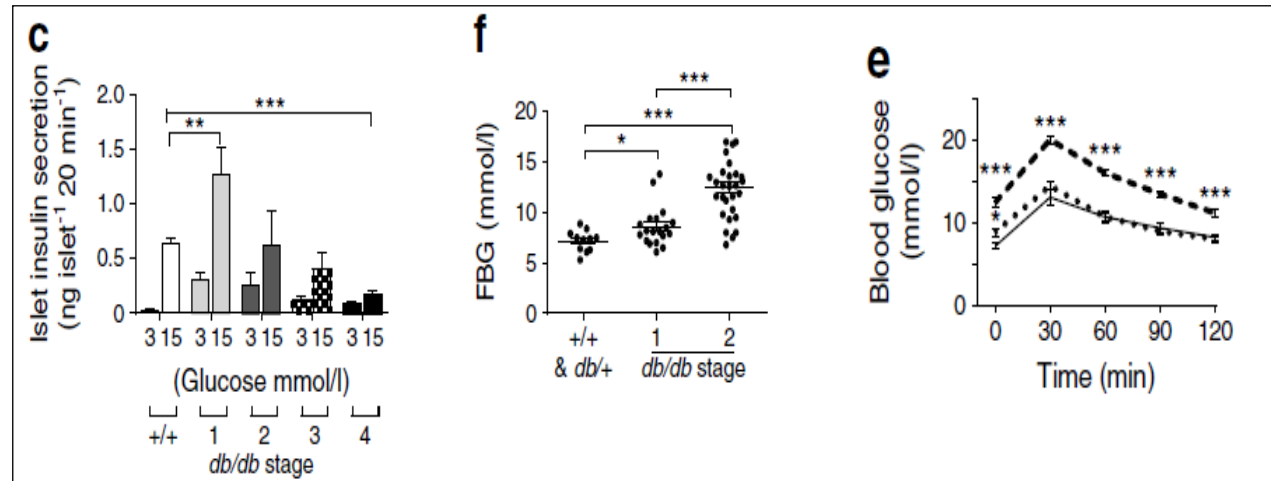 c
Islet insulin secretion
(ng islet⁻¹ 20 min⁻¹)
2.0
1.5
1.0
0.5
0
***
**
3 15 3 15 3 15 3 15 3 15
(Glucose mmol/l)
+/+ 1 2 3 4
db/db stage
f
FBG (mmol/l)
20
15
10
5
0
***
***
*
+/+ 1 2
& db/+ db/db stage
e
Blood glucose
(mmol/l)
20
10
0
***
***
***
***
***
*
0 30 60 90 120
Time (min)